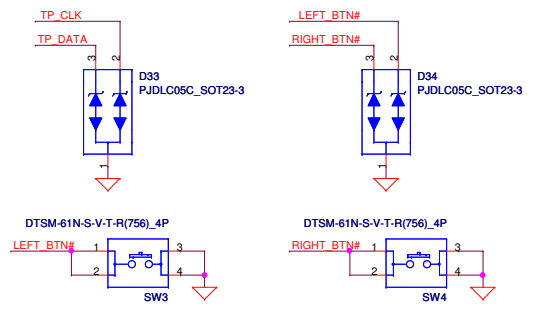 TP_CLK
TP_DATA
3 2
D33
PJDLC05C_SOT23-3
1
LEFT_BTN#
RIGHT_BTN#
3 2
D34
PJDLC05C_SOT23-3
1
DTSM-61N-S-V-T-R(756)_4P
LEFT_BTN#
1 3
2 4
SW3
DTSM-61N-S-V-T-R(756)_4P
RIGHT_BTN#
1 3
2 4
SW4